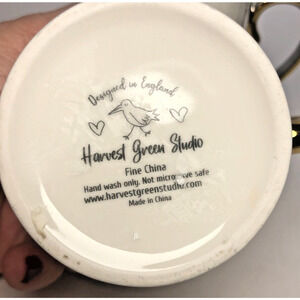 Designed in England
Harvest Green Studio
Fine China
Hand wash only. Not microwave safe
www.harvestgreenstudio.com
Made in China